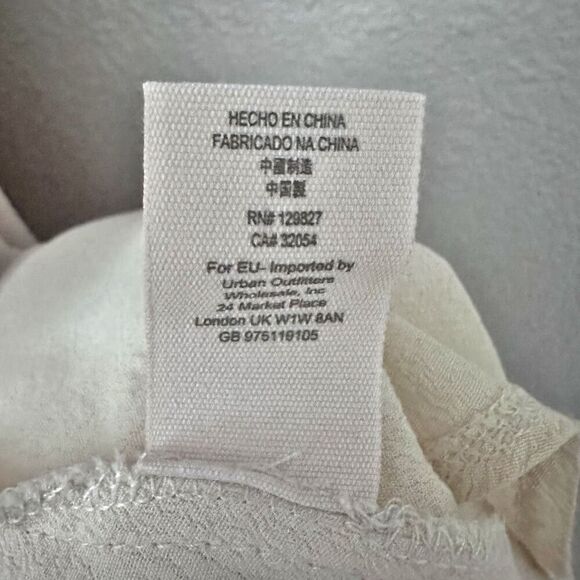 HECHO EN CHINA
FABRICADO NA CHINA
中國制造
中国製
RN# 129827
CA# 32054
For EU- Imported by
Urban Outfitters
Wholesale, Inc
24 Market Place
London UK W1W 8AN
GB 975119105